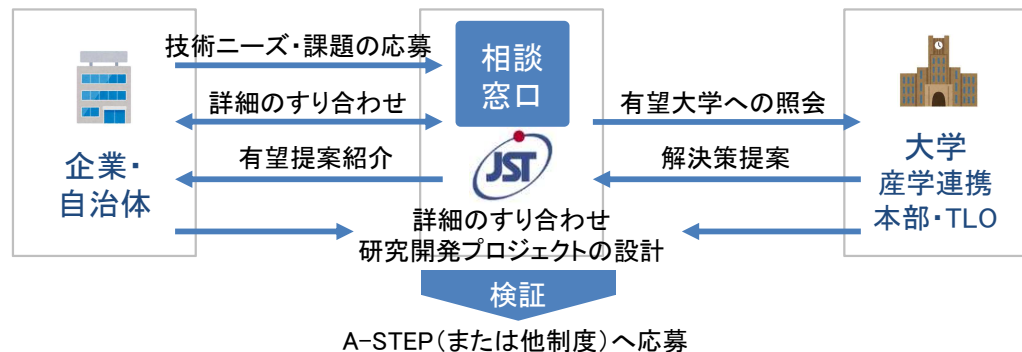 技術ニーズ・課題の応募
相談
窓口
詳細のすり合わせ
有望大学への照会
有望提案紹介
JST
解決策提案
企業・
自治体
大学
産学連携
本部・TLO
詳細のすり合わせ
研究開発プロジェクトの設計
検証
A-STEP(または他制度)へ応募